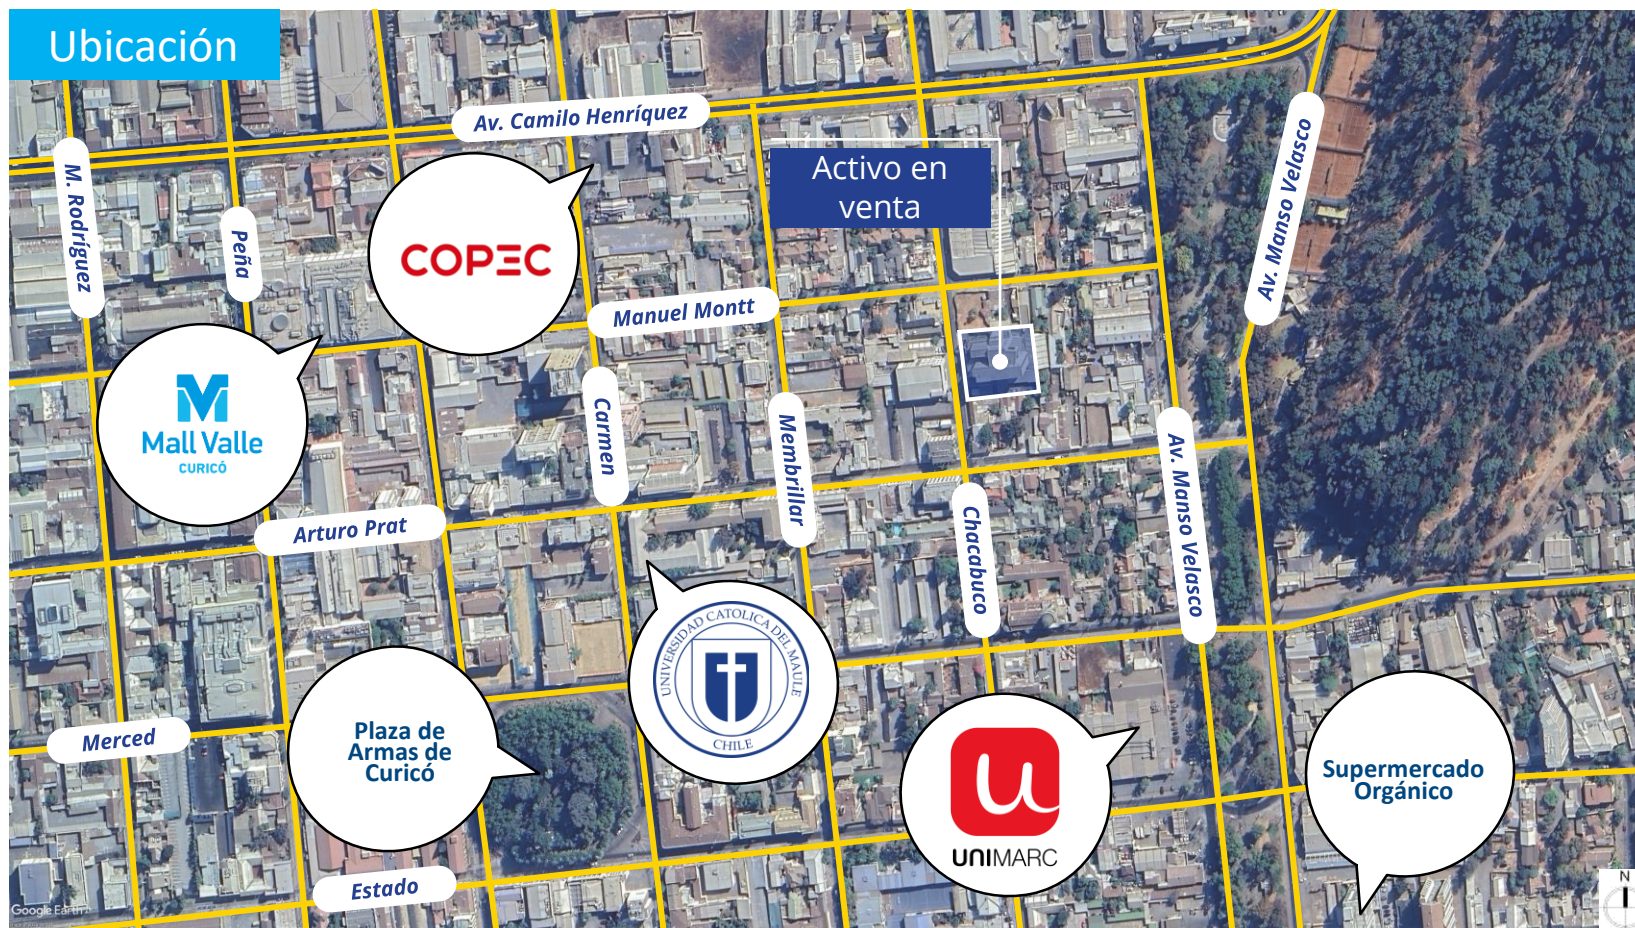 Ubicación
Av. Camilo Henríquez
M. Rodríguez
Peña
Activo en
venta
Av. Manso Velasco
COPEC
Manuel Montt
Mall Valle
CURICÓ
Carmen
Membrillar
Av. Manso Velasco
Arturo Prat
Chacabuco
UNIVERSIDAD CATOLICA DEL MAULE
CHILE
Merced
Plaza de
Armas de
Curicó
UNIMARC
Supermercado
Orgánico
Estado
Google Earth
N